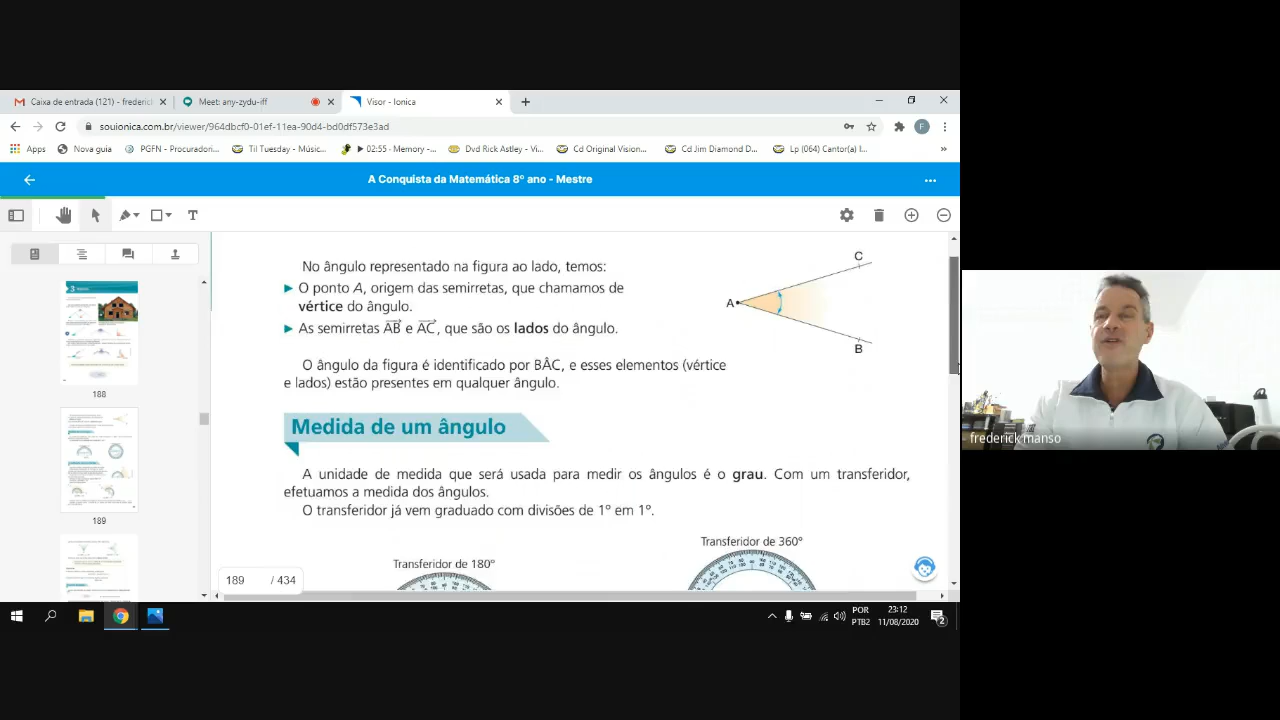 Caixa de entrada (121) - frederic
Meet: any-zydu-iff
Visor - Ionica
souionica.com.br/viewer/964dbcf0-01ef-11ea-90d4-bd0df573e3ad
Apps
Nova guia
PGFN - Procuradori...
Til Tuesday - Músic...
02:55 - Memory -...
Dvd Rick Astley - Vi...
Cd Original Vision...
Cd Jim Diamond D...
Lp (064) Cantor(a) I...
»
A Conquista da Matemática 8º ano - Mestre
T
No ângulo representado na figura ao lado, temos:
O ponto A, origem das semirretas, que chamamos de
vértice do ângulo.
As semirretas AB e AC, que são os lados do ângulo.
O ângulo da figura é identificado por BÂC, e esses elementos (vértice
e lados) estão presentes em qualquer ângulo.
C
A
B
Medida de um ângulo
A unidade de medida que será usada para medir os ângulos é o grau. Com um transferidor,
efetuamos a medida dos ângulos.
O transferidor já vem graduado com divisões de 1º em 1º.
Transferidor de 180º
Transferidor de 360º
188
189
189 / 434
POR
PTB2
23:12
11/08/2020
2
F
frederick manso